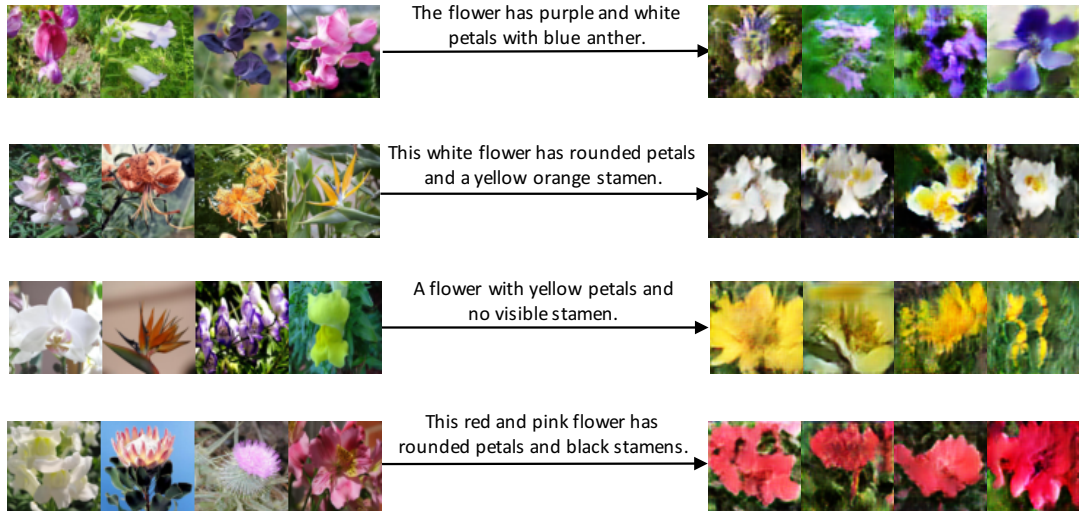 The flower has purple and white
petals with blue anther.
This white flower has rounded petals
and a yellow orange stamen.
A flower with yellow petals and
no visible stamen.
This red and pink flower has
rounded petals and black stamens.